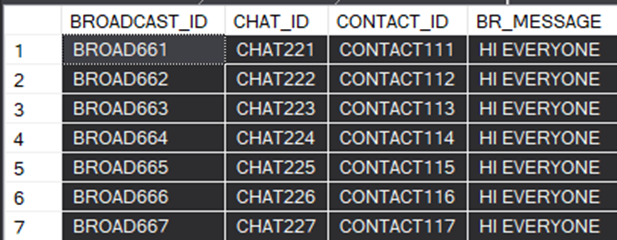 BROADCAST_ID CHAT_ID CONTACT_ID BR_MESSAGE
1 BROAD661 CHAT221 CONTACT111 HI EVERYONE
2 BROAD662 CHAT222 CONTACT112 HI EVERYONE
3 BROAD663 CHAT223 CONTACT113 HI EVERYONE
4 BROAD664 CHAT224 CONTACT114 HI EVERYONE
5 BROAD665 CHAT225 CONTACT115 HI EVERYONE
6 BROAD666 CHAT226 CONTACT116 HI EVERYONE
7 BROAD667 CHAT227 CONTACT117 HI EVERYONE